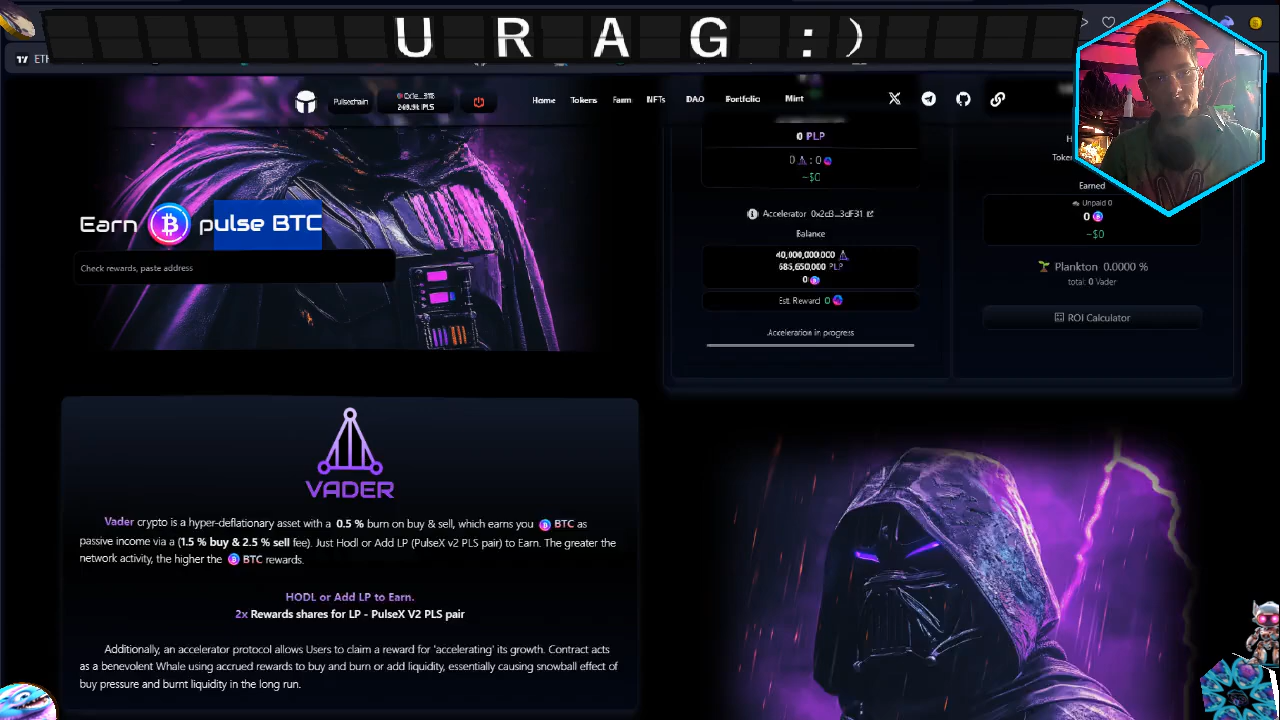 U R A G : )
ETH
Pulsechain
Home Tokens Farm NFTs DAO Portfolio Mint
Earn pulse BTC
Check rewards, paste address
0 PLP
0 : 0
~$0
Accelerator 0x2cB...3dF31
Balance
40,000,000,000
685,650,000 PLP
0
Est. Reward 0
Acceleration in progress
Earned
Unpaid 0
0
~$0
Plankton 0.0000 %
total: 0 Vader
ROI Calculator
VADER
Vader crypto is a hyper-deflationary asset with a 0.5 % burn on buy & sell, which earns you BTC as
passive income via a (1.5 % buy & 2.5 % sell fee). Just Hodl or Add LP (PulseX v2 PLS pair) to Earn. The greater the
network activity, the higher the BTC rewards.
HODL or Add LP to Earn.
2x Rewards shares for LP - PulseX V2 PLS pair
Additionally, an accelerator protocol allows Users to claim a reward for 'accelerating' its growth. Contract acts
as a benevolent Whale using accrued rewards to buy and burn or add liquidity, essentially causing snowball effect of
buy pressure and burnt liquidity in the long run.